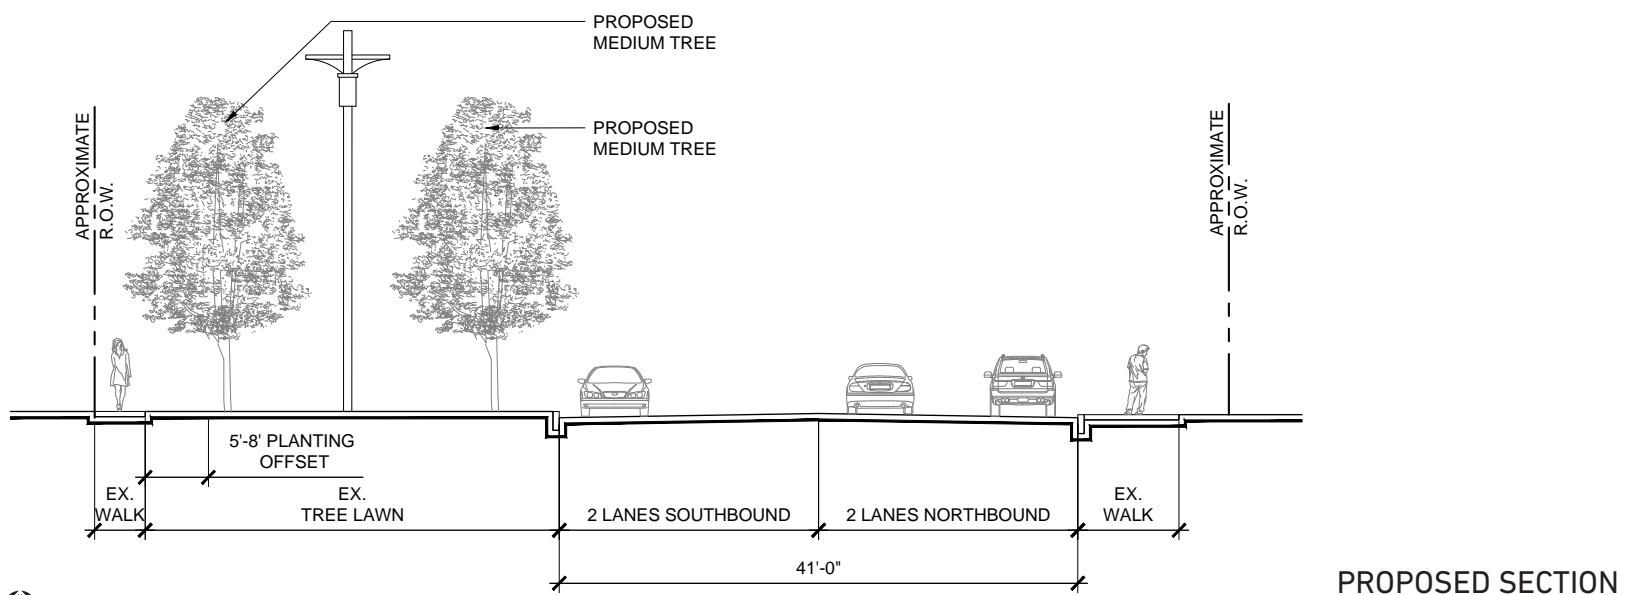 PROPOSED
MEDIUM TREE
PROPOSED
MEDIUM TREE
APPROXIMATE
R.O.W.
APPROXIMATE
R.O.W.
5'-8' PLANTING
OFFSET
EX.
WALK
EX.
TREE LAWN
2 LANES SOUTHBOUND
2 LANES NORTHBOUND
EX.
WALK
41'-0"
PROPOSED SECTION